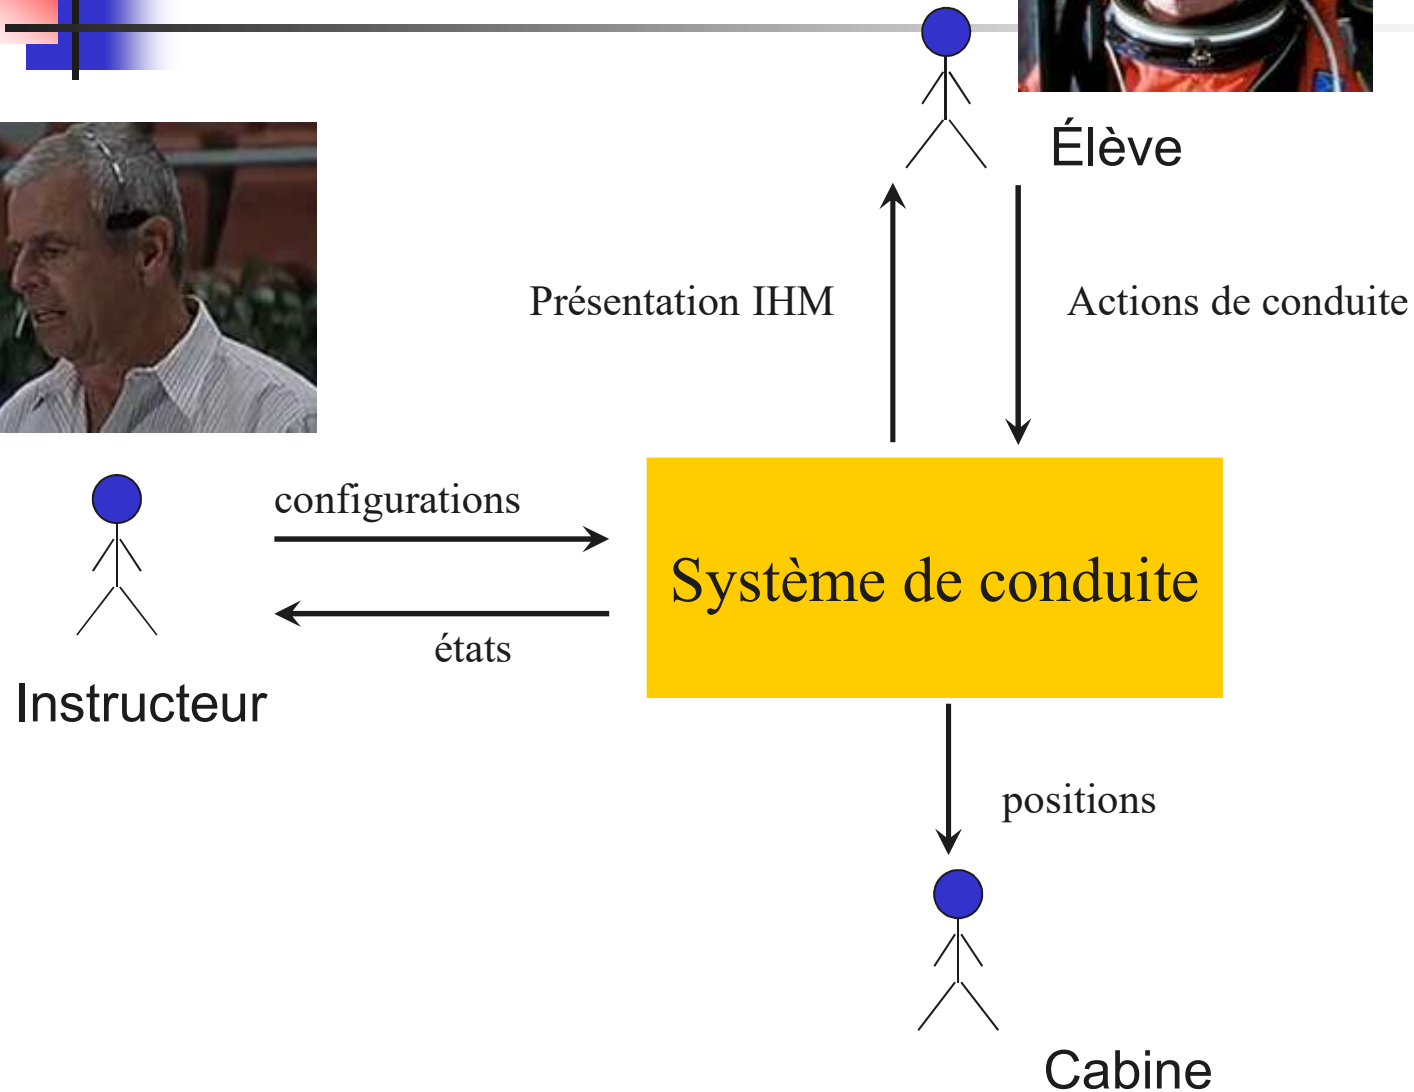 Élève
Présentation IHM
Actions de conduite
configurations
Système de conduite
états
Instructeur
positions
Cabine